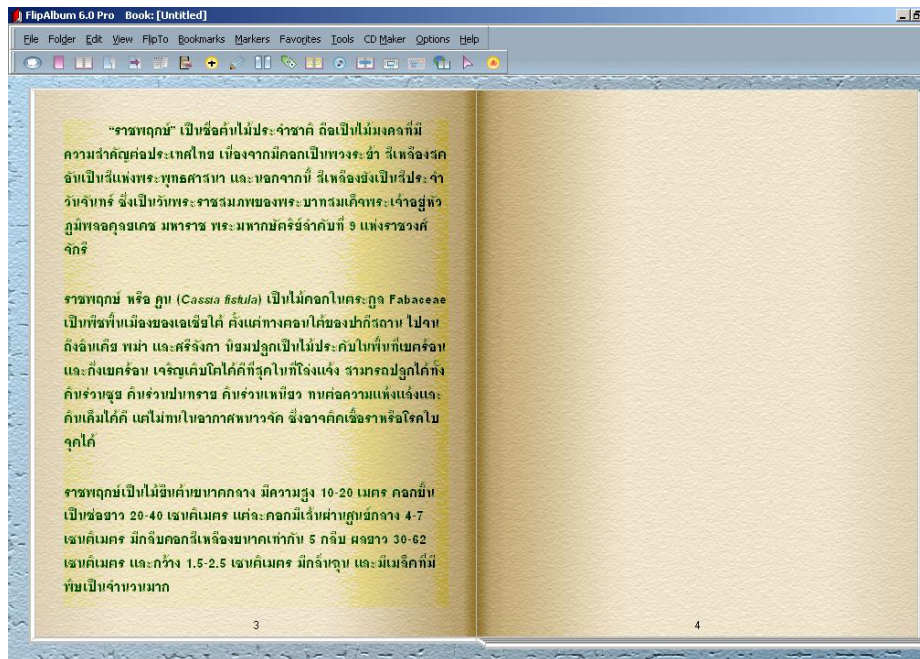 FlipAlbum 6.0 Pro Book: [Untitled]
File Folder Edit View FlipTo Bookmarks Markers Favorites Tools CD Maker Options Help
“ราชพฤกษ์” เป็นชื่อต้นไม้ประจำชาติ ถือเป็นไม้มงคลที่มี
ความสำคัญต่อประเทศไทย เนื่องจากมีดอกเป็นพวงระย้า สีเหลืองสด
อันเป็นสีแห่งพระพุทธศาสนา และนอกจากนี้ สีเหลืองยังเป็นสีประจำ
วันจันทร์ ซึ่งเป็นวันพระราชสมภพของพระบาทสมเด็จพระเจ้าอยู่หัว
ภูมิพลอดุลยเดช มหาราช พระมหากษัตริย์ลำดับที่ 9 แห่งราชวงศ์
จักรี
ราชพฤกษ์ หรือ คูน (Cassia fistula) เป็นไม้ดอกในตระกูล Fabaceae
เป็นพืชพื้นเมืองของเอเชียใต้ ตั้งแต่ทางตอนใต้ของปากีสถาน ไปจน
ถึงอินเดีย พม่า และศรีลังกา นิยมปลูกเป็นไม้ประดับในพื้นที่เขตร้อน
และกึ่งเขตร้อน เจริญเติบโตได้ดีที่สุดในที่โล่งแจ้ง สามารถปลูกได้ทั้ง
ดินร่วนซุย ดินร่วนปนทราย ดินร่วนเหนียว ทนต่อความแห้งแล้งและ
ดินเค็มได้ดี แต่ไม่ทนในอากาศหนาวจัด ซึ่งอาจติดเชื้อราหรือโรคใบ
จุดได้
ราชพฤกษ์เป็นไม้ยืนต้นขนาดกลาง มีความสูง 10-20 เมตร ดอกขึ้น
เป็นช่อยาว 20-40 เซนติเมตร แต่ละดอกมีเส้นผ่านศูนย์กลาง 4-7
เซนติเมตร มีกลีบดอกสีเหลืองขนาดเท่ากัน 5 กลีบ ผลยาว 30-62
เซนติเมตร และกว้าง 1.5-2.5 เซนติเมตร มีกลิ่นฉุน และมีเมล็ดที่มี
พิษเป็นจำนวนมาก
3
4